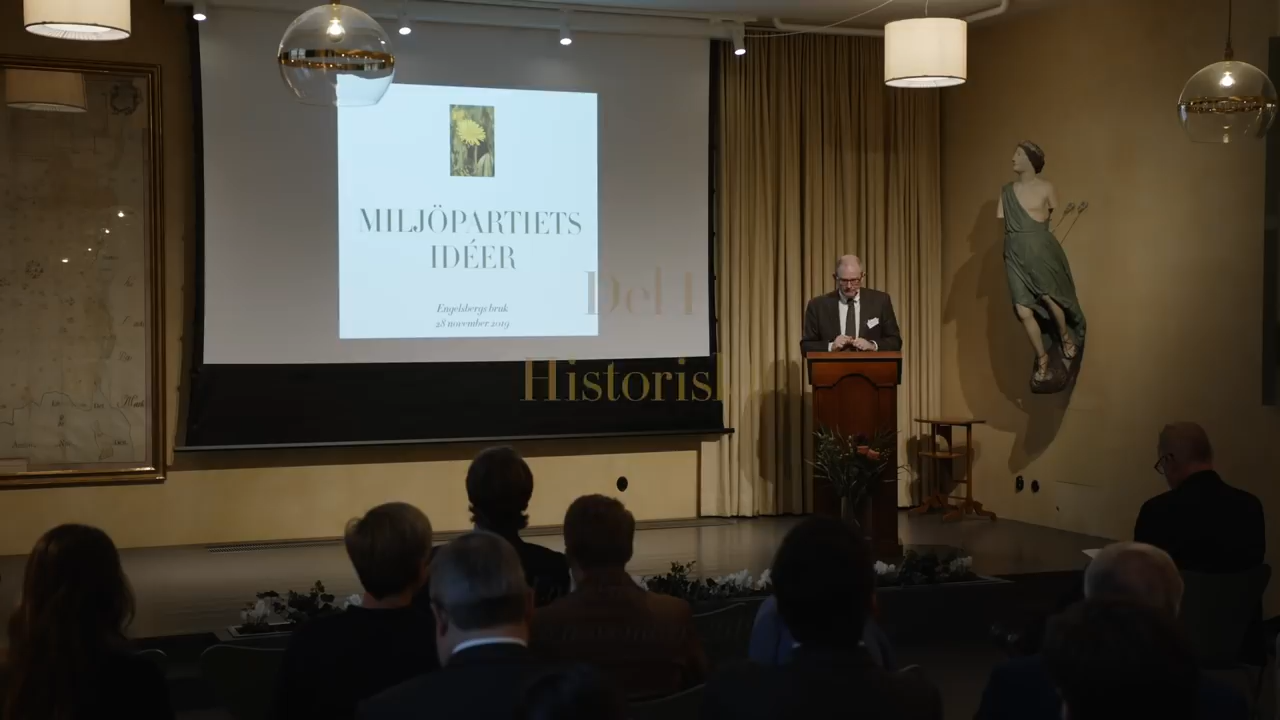 MILJÖPARTIETS
IDÉER
Engelsbergs bruk
28 november 2019
Del I
Historisk